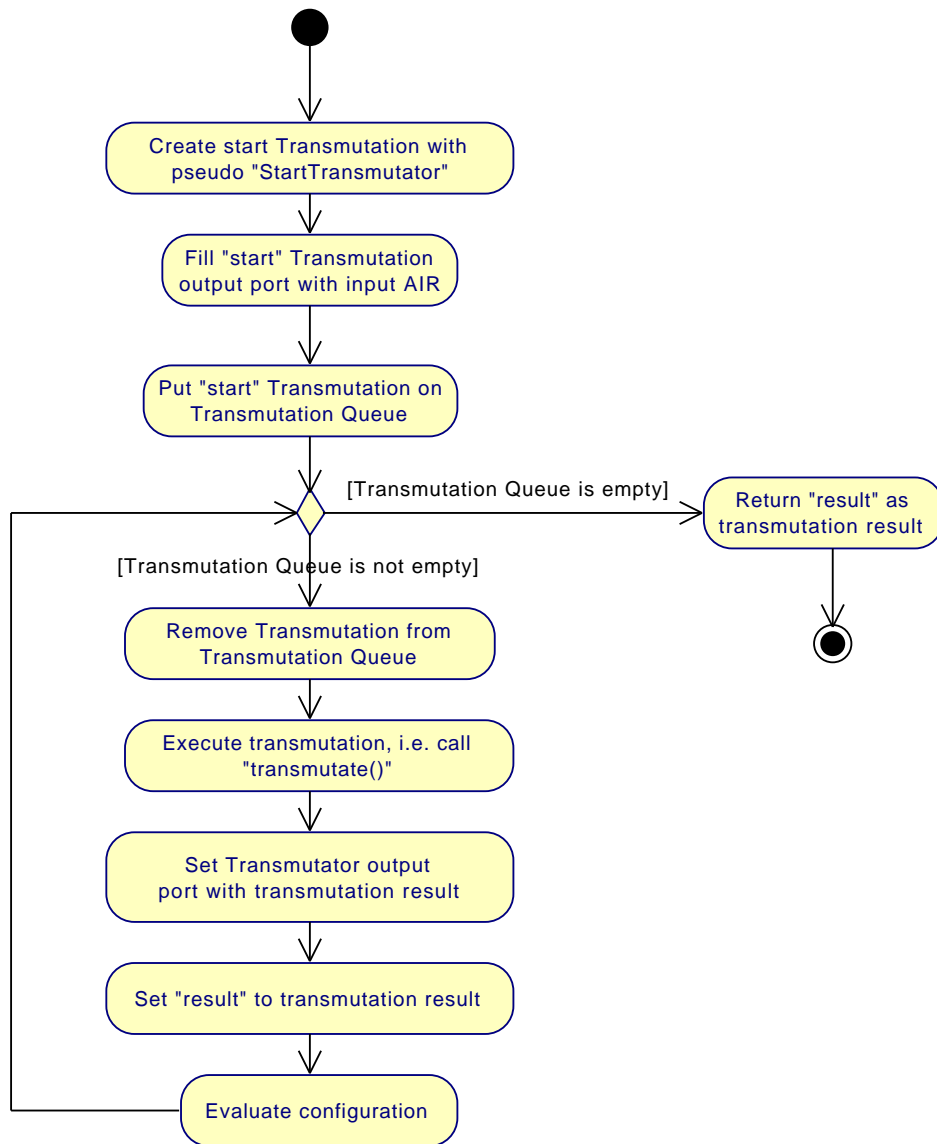 Create start Transmutation with
pseudo "StartTransmutator"
Fill "start" Transmutation
output port with input AIR
Put "start" Transmutation on
Transmutation Queue
[Transmutation Queue is empty]
Return "result" as
transmutation result
[Transmutation Queue is not empty]
Remove Transmutation from
Transmutation Queue
Execute transmutation, i.e. call
"transmutate()"
Set Transmutator output
port with transmutation result
Set "result" to transmutation result
Evaluate configuration